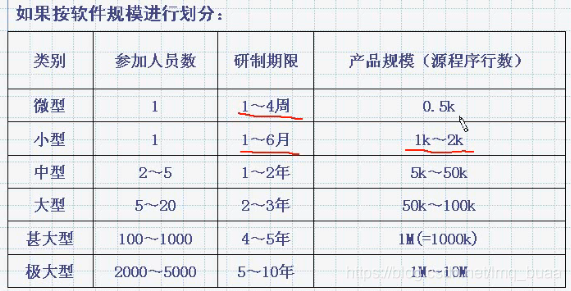 如果按软件规模进行划分：
类别 参加人员数 研制期限 产品规模（源程序行数）
微型 1 1～4周 0.5k
小型 1 1～6月 1k～2k
中型 2～5 1～2年 5k～50k
大型 5～20 2～3年 50k～100k
甚大型 100～1000 4～5年 1M(=1000k)
极大型 2000～5000 5～10年 1M～10M
https://blog.csdn.net/lmq_buaa